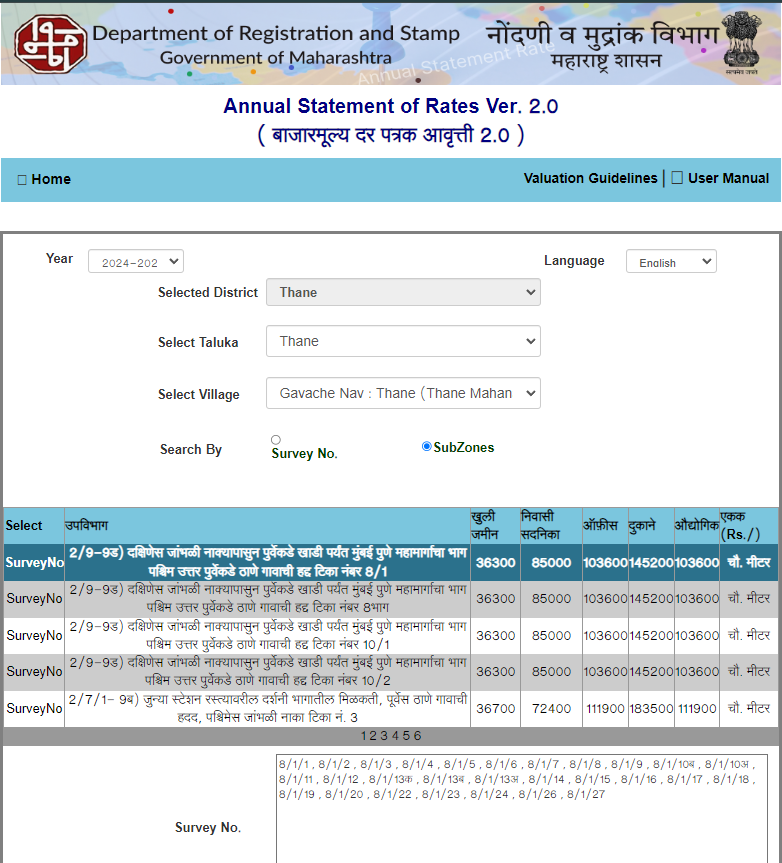 Department of Registration and Stamp
Government of Maharashtra
नोंदणी व मुद्रांक विभाग
महाराष्ट्र शासन
Annual Statement Rate
Annual Statement of Rates Ver. 2.0
( बाजारमूल्य दर पत्रक आवृत्ती 2.0 )
Home
Valuation Guidelines | User Manual
Year 2024-202
Language English
Selected District Thane
Select Taluka Thane
Select Village Gavache Nav : Thane (Thane Mahan
Search By Survey No. SubZones
Select उपविभाग खुली जमीन निवासी सदनिका ऑफ़ीस दुकाने औद्योगिक एकक (Rs./)
SurveyNo 2/9-9ड) दक्षिणेस जांभळी नाक्यापासुन पुर्वेकडे खाडी पर्यंत मुंबई पुणे महामार्गाचा भाग
पश्चिम उत्तर पुर्वेकडे ठाणे गावाची हद्द टिका नंबर 8/1 36300 85000 103600 145200 103600 चौ. मीटर
SurveyNo 2/9-9ड) दक्षिणेस जांभळी नाक्यापासुन पुर्वेकडे खाडी पर्यंत मुंबई पुणे महामार्गाचा भाग
पश्चिम उत्तर पुर्वेकडे ठाणे गावाची हद्द टिका नंबर 8भाग 36300 85000 103600 145200 103600 चौ. मीटर
SurveyNo 2/9-9ड) दक्षिणेस जांभळी नाक्यापासुन पुर्वेकडे खाडी पर्यंत मुंबई पुणे महामार्गाचा भाग
पश्चिम उत्तर पुर्वेकडे ठाणे गावाची हद्द टिका नंबर 10/1 36300 85000 103600 145200 103600 चौ. मीटर
SurveyNo 2/9-9ड) दक्षिणेस जांभळी नाक्यापासुन पुर्वेकडे खाडी पर्यंत मुंबई पुणे महामार्गाचा भाग
पश्चिम उत्तर पुर्वेकडे ठाणे गावाची हद्द टिका नंबर 10/2 36300 85000 103600 145200 103600 चौ. मीटर
SurveyNo 2/7/1- 9ब) जुन्या स्टेशन रस्त्यावरील दर्शनी भागातील मिळकती, पूर्वेस ठाणे गावाची
हदद, पश्चिमेस जांभळी नाका टिका नं. 3 36700 72400 111900 183500 111900 चौ. मीटर
1 2 3 4 5 6
8/1/1 , 8/1/2 , 8/1/3 , 8/1/4 , 8/1/5 , 8/1/6 , 8/1/7 , 8/1/8 , 8/1/9 , 8/1/10ब , 8/1/10अ ,
8/1/11 , 8/1/12 , 8/1/13क , 8/1/13ब , 8/1/13अ , 8/1/14 , 8/1/15 , 8/1/16 , 8/1/17 , 8/1/18 ,
8/1/19 , 8/1/20 , 8/1/22 , 8/1/23 , 8/1/24 , 8/1/26 , 8/1/27
Survey No.